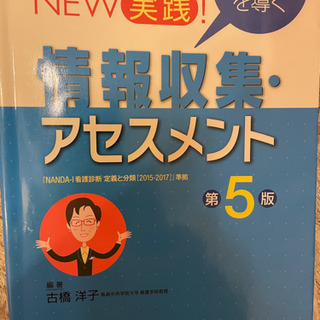 を導く
NEW 実践!
情報収集・
アセスメント
「NANDA-I 看護診断 定義と分類[2015-2017]」準拠
第5版
編著
古橋 洋子